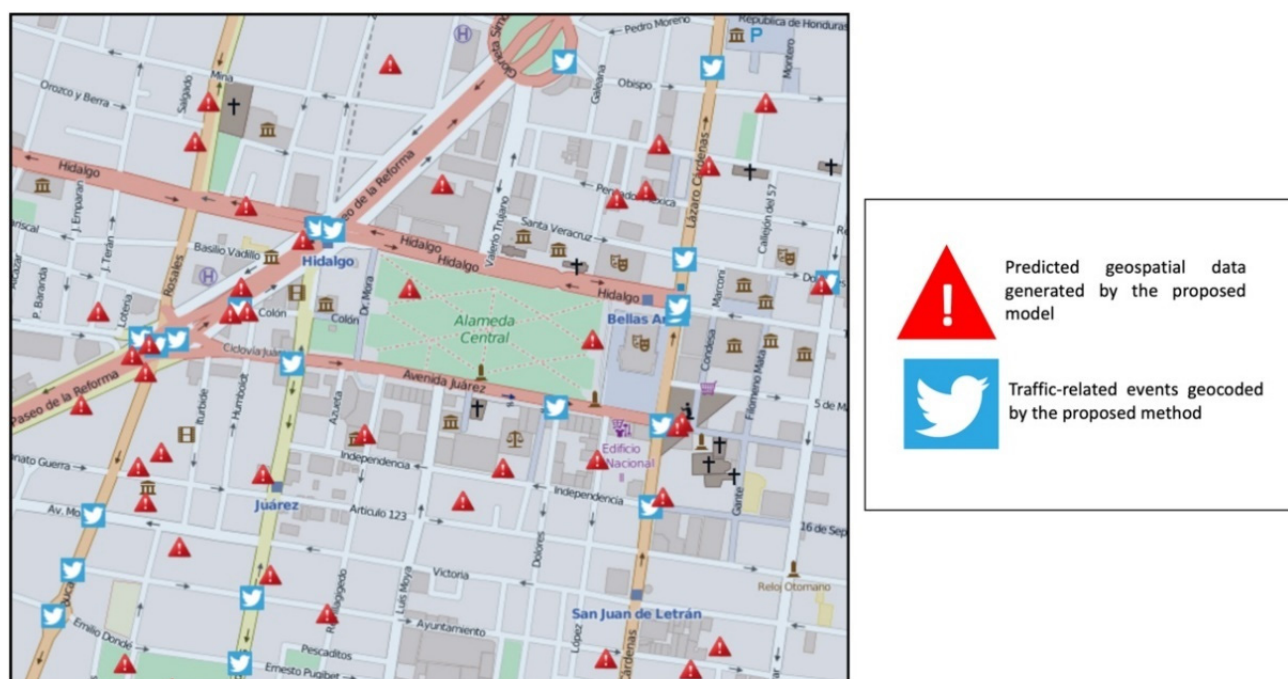 Pedro Moreno
República de Honduras
P
Montero
Glorieta Simó
Galeana
Obispo
Mina
Salgado
Orozco y Berra
H
Hidalgo
Paseo de la Reforma
Lázaro Cárdenas
Callejón del 57
J. Emparan
J. Terán
Valerio Trujano
Santa Veracruz
Basilio Vadillo
Hidalgo
Hidalgo
Hidalgo
Hidalgo
H
Rosales
P. Baranda
Lotería
Dr. Mora
Colón
Colón
Alameda
Central
Bellas Ar
Marconi
Condesa
Filomeno Mata
Ciclovía Juár
Avenida Juárez
5 de M
Paseo de la Reforma
Iturbide
Humboldt
Azueta
Edificio
Nacional
II
Independencia
Independencia
Gante
Juárez
Artículo 123
Av. Mo
16 de Sep
Dolores
Victoria
Reloj Otomano
Luis Moya
San Juan de Letrán
Emilio Dondé
Ayuntamiento
López
Pescaditos
Ernesto Pugibet
Cárdenas
Predicted geospatial data
generated by the proposed
model
Traffic-related events geocoded
by the proposed method